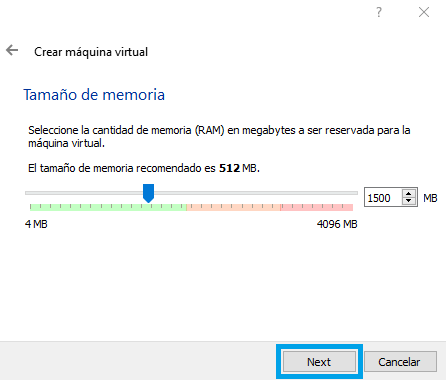 ?
Crear máquina virtual
Tamaño de memoria
Seleccione la cantidad de memoria (RAM) en megabytes a ser reservada para la
máquina virtual.
El tamaño de memoria recomendado es 512 MB.
1500 MB
4 MB 4096 MB
Next Cancelar